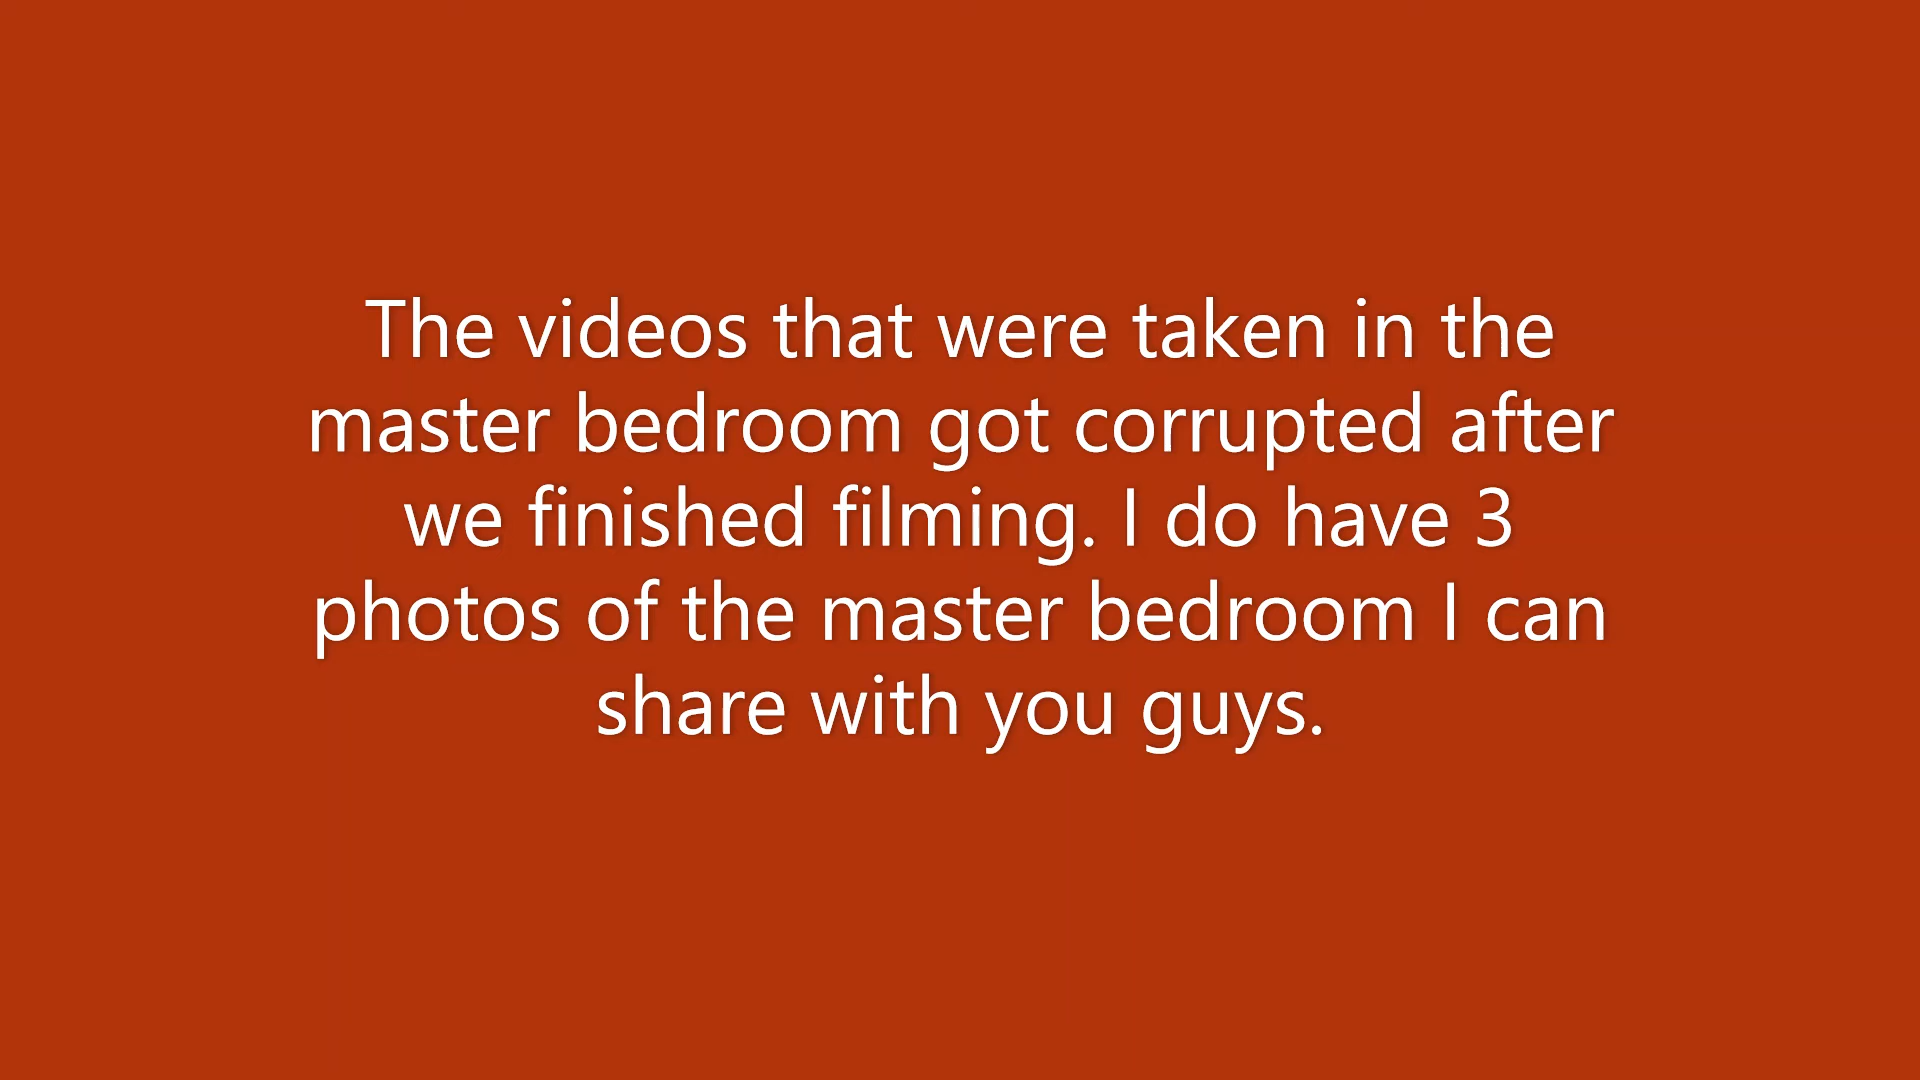 The videos that were taken in the
master bedroom got corrupted after
we finished filming. I do have 3
photos of the master bedroom I can
share with you guys.